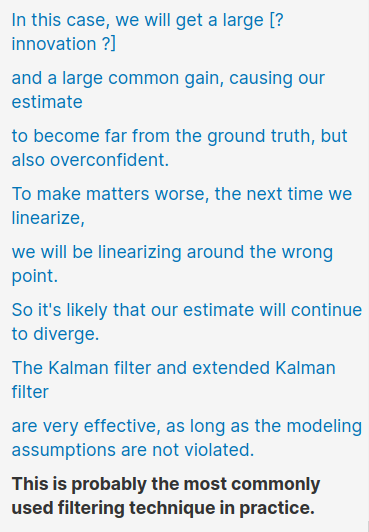 In this case, we will get a large [?
innovation ?]
and a large common gain, causing our
estimate
to become far from the ground truth, but
also overconfident.
To make matters worse, the next time we
linearize,
we will be linearizing around the wrong
point.
So it's likely that our estimate will continue
to diverge.
The Kalman filter and extended Kalman
filter
are very effective, as long as the modeling
assumptions are not violated.
This is probably the most commonly
used filtering technique in practice.